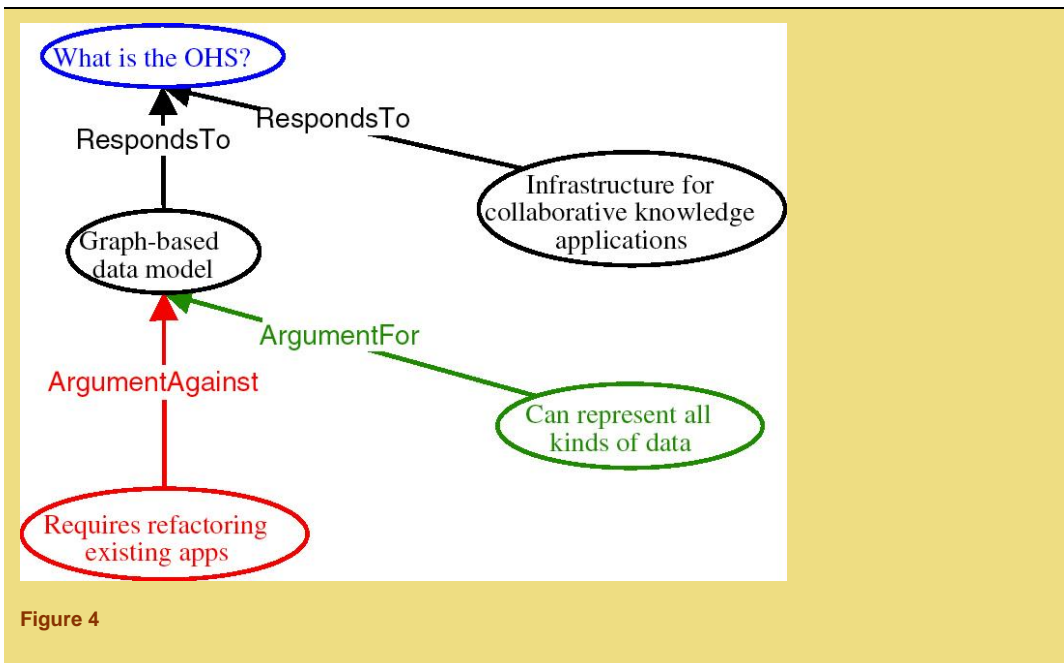 What is the OHS?
RespondsTo
RespondsTo
Infrastructure for
collaborative knowledge
applications
Graph-based
data model
ArgumentFor
ArgumentAgainst
Can represent all
kinds of data
Requires refactoring
existing apps
Figure 4